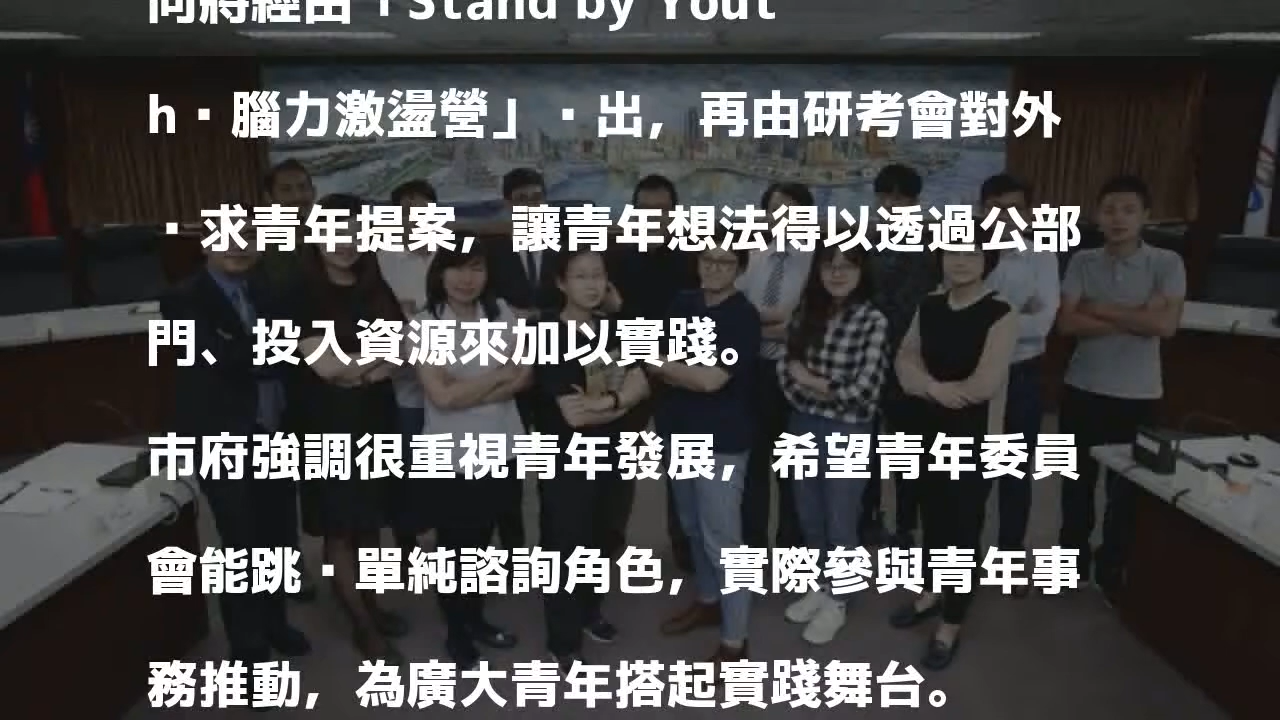 向將經由「Stand by Yout
h·腦力激盪營」·出，再由研考會對外
·求青年提案，讓青年想法得以透過公部
門、投入資源來加以實踐。
市府強調很重視青年發展，希望青年委員
會能跳·單純諮詢角色，實際參與青年事
務推動，為廣大青年搭起實踐舞台。